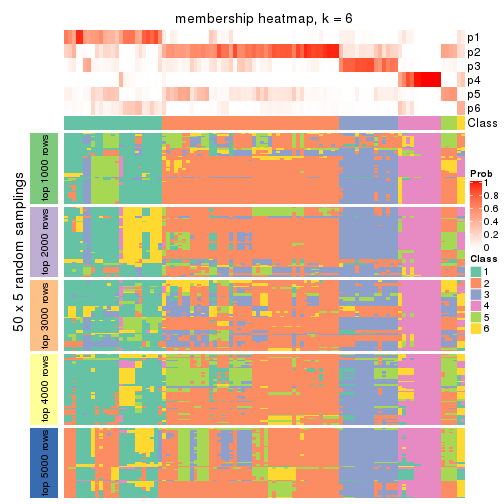 membership heatmap, k = 6
p1
p2
p3
p4
p5
p6
Class
50 x 5 random samplings
top 1000 rows
top 2000 rows
top 3000 rows
top 4000 rows
top 5000 rows
Prob
1
0.8
0.6
0.4
0.2
0
Class
1
2
3
4
5
6